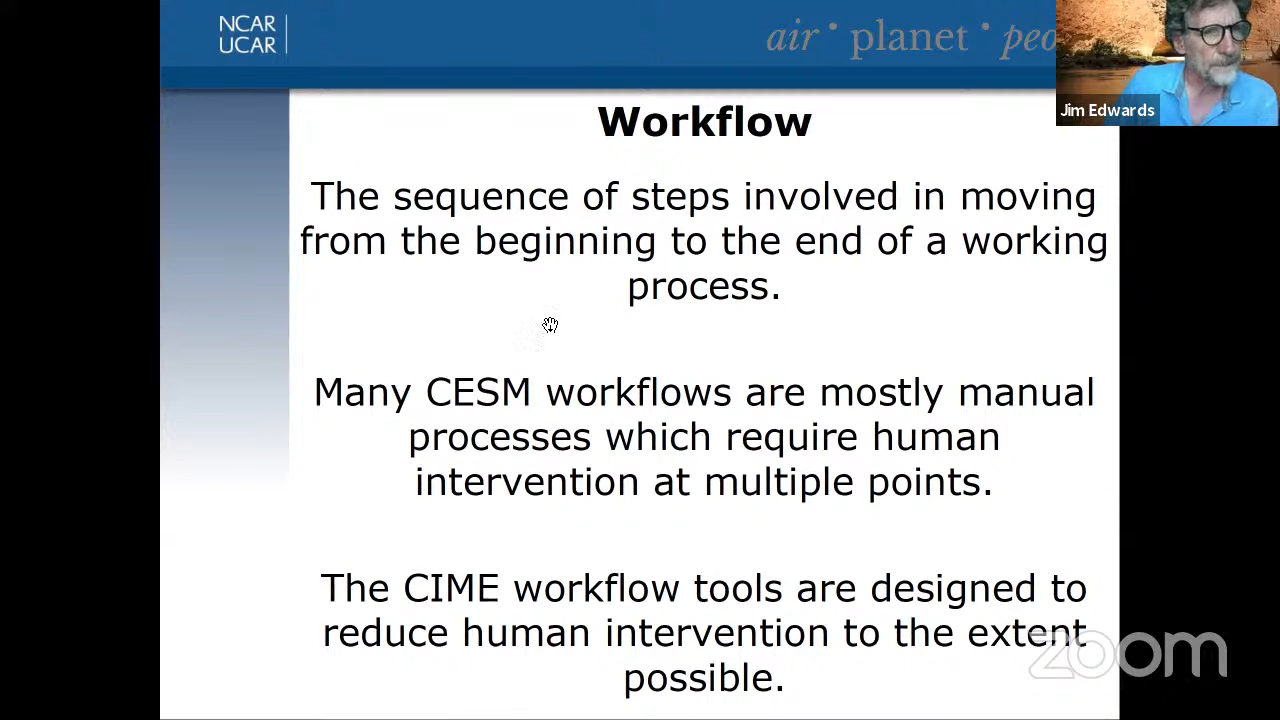 NCAR
UCAR
air • planet • peo
Jim Edwards
Workflow
The sequence of steps involved in moving
from the beginning to the end of a working
process.
Many CESM workflows are mostly manual
processes which require human
intervention at multiple points.
The CIME workflow tools are designed to
reduce human intervention to the extent
possible.
zoom